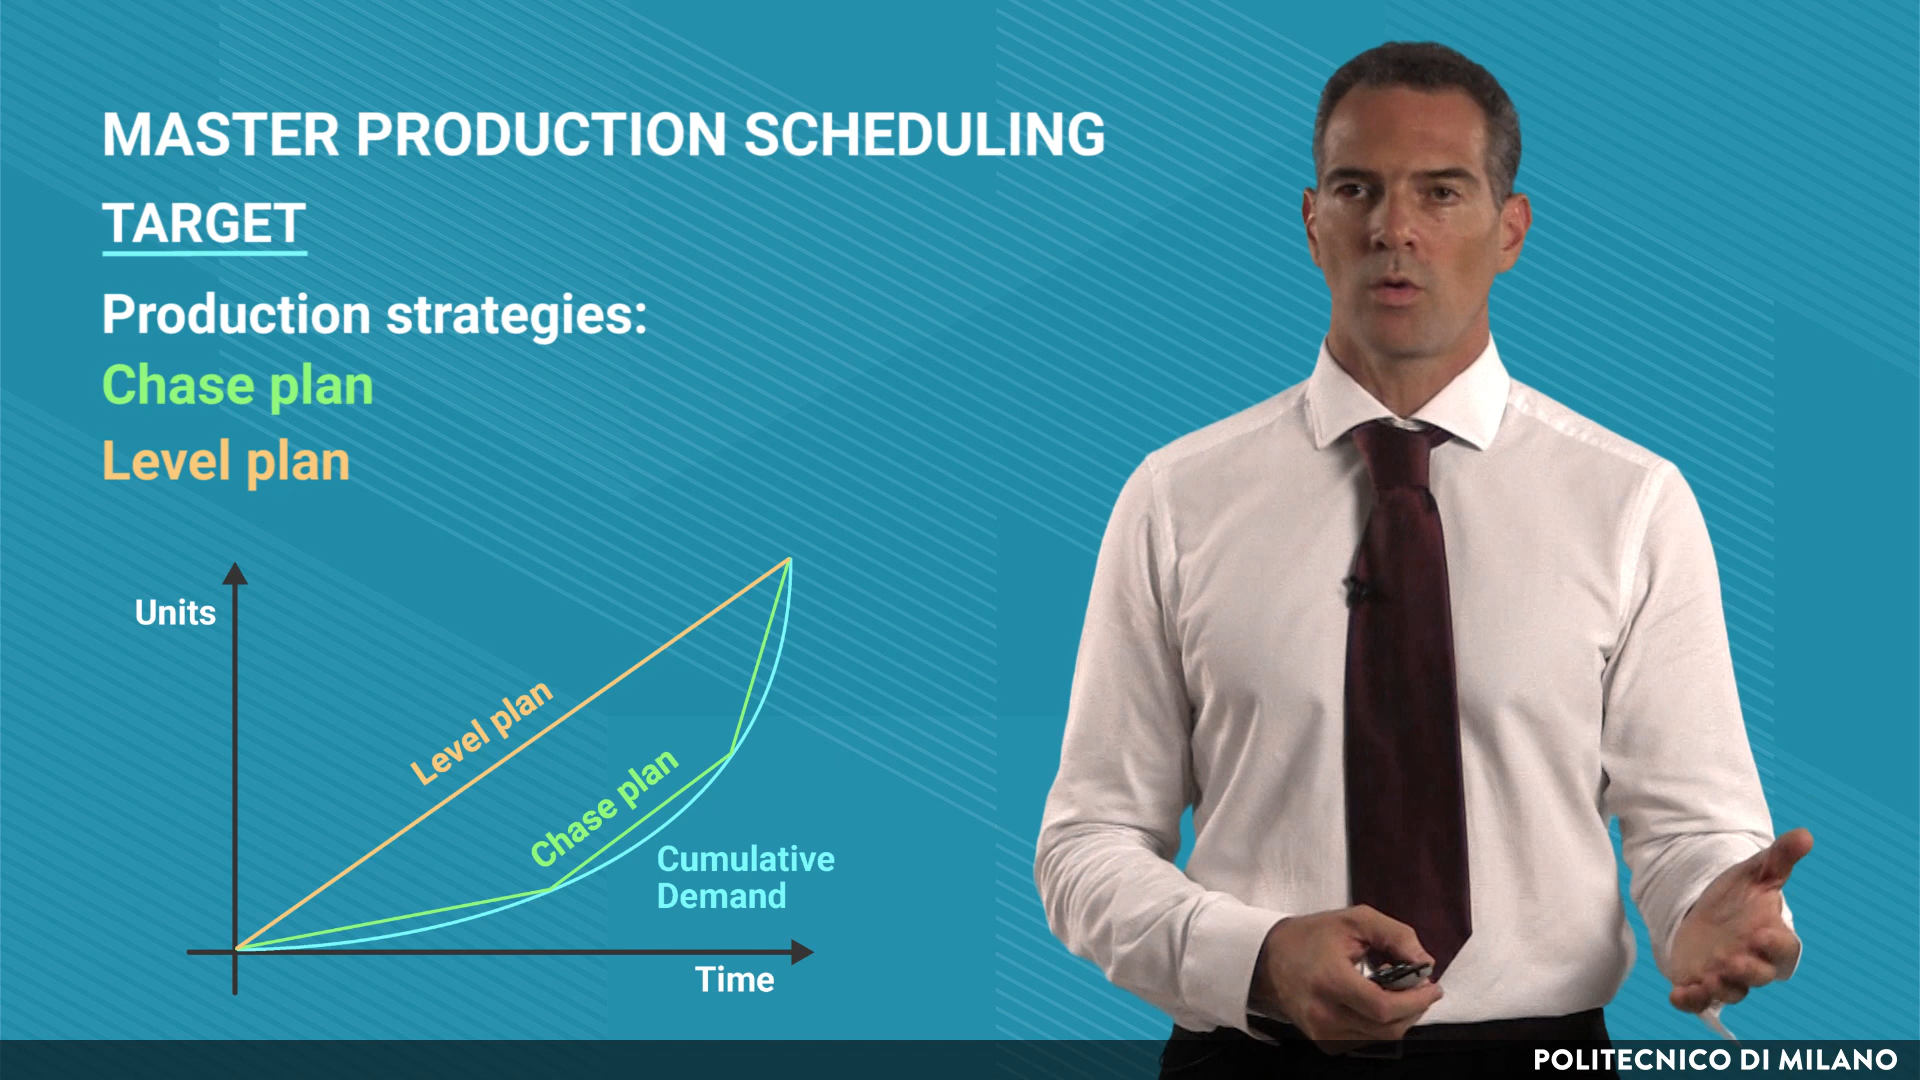 MASTER PRODUCTION SCHEDULING
TARGET
Production strategies:
Chase plan
Level plan
Units
Level plan
Chase plan
Cumulative
Demand
Time
POLITECNICO DI MILANO